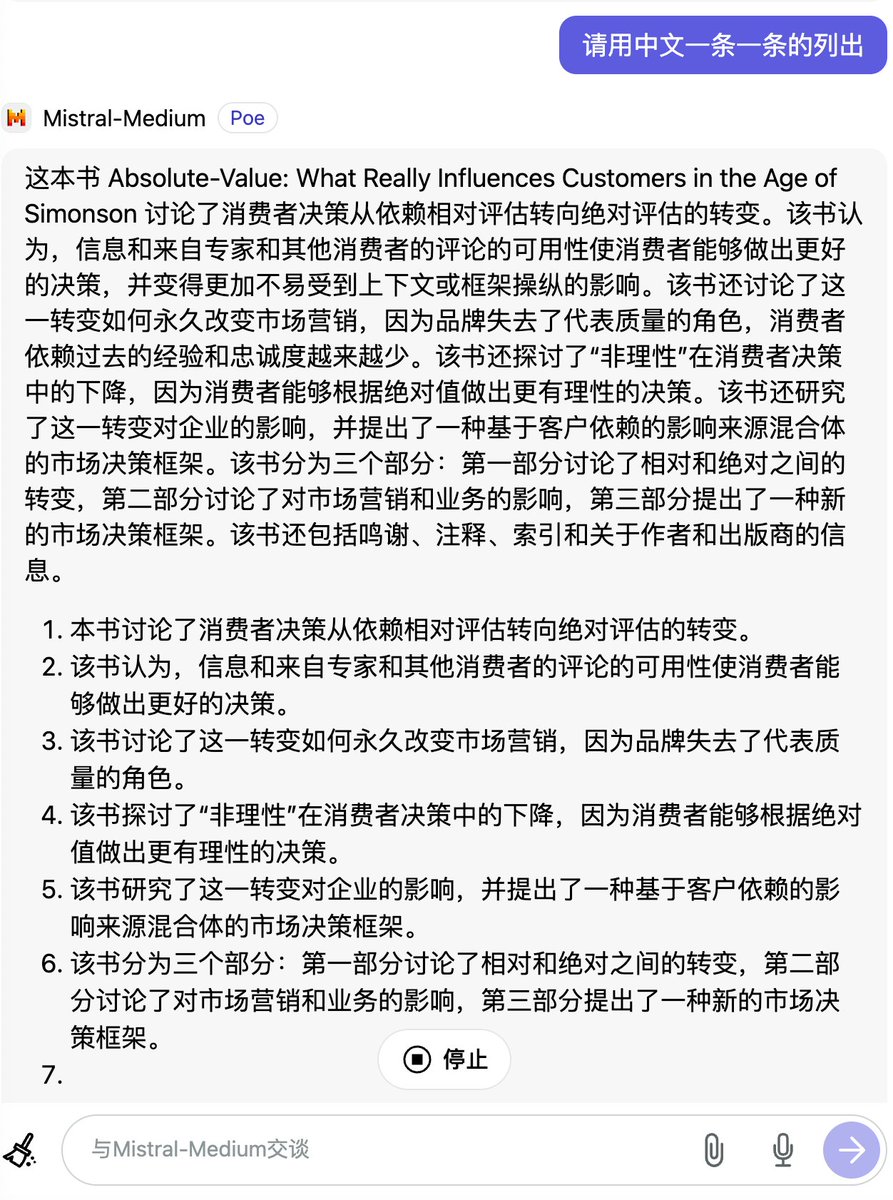 请用中文一条一条的列出
Mistral-Medium Poe
这本书 Absolute-Value: What Really Influences Customers in the Age of
Simonson 讨论了消费者决策从依赖相对评估转向绝对评估的转变。该书认
为，信息和来自专家和其他消费者的评论的可用性使消费者能够做出更好
的决策，并变得更加不易受到上下文或框架操纵的影响。该书还讨论了这
一转变如何永久改变市场营销，因为品牌失去了代表质量的角色，消费者
依赖过去的经验和忠诚度越来越少。该书还探讨了“非理性”在消费者决策
中的下降，因为消费者能够根据绝对值做出更有理性的决策。该书还研究
了这一转变对企业的影响，并提出了一种基于客户依赖的影响来源混合体
的市场决策框架。该书分为三个部分：第一部分讨论了相对和绝对之间的
转变，第二部分讨论了对市场营销和业务的影响，第三部分提出了一种新
的市场决策框架。该书还包括鸣谢、注释、索引和关于作者和出版商的信
息。
1. 本书讨论了消费者决策从依赖相对评估转向绝对评估的转变。
2. 该书认为，信息和来自专家和其他消费者的评论的可用性使消费者能
够做出更好的决策。
3. 该书讨论了这一转变如何永久改变市场营销，因为品牌失去了代表质
量的角色。
4. 该书探讨了“非理性”在消费者决策中的下降，因为消费者能够根据绝对
值做出更有理性的决策。
5. 该书研究了这一转变对企业的影响，并提出了一种基于客户依赖的影
响来源混合体的市场决策框架。
6. 该书分为三个部分：第一部分讨论了相对和绝对之间的转变，第二部
分讨论了对市场营销和业务的影响，第三部分提出了一种新的市场决
策框架。
7.
停止
与Mistral-Medium交谈